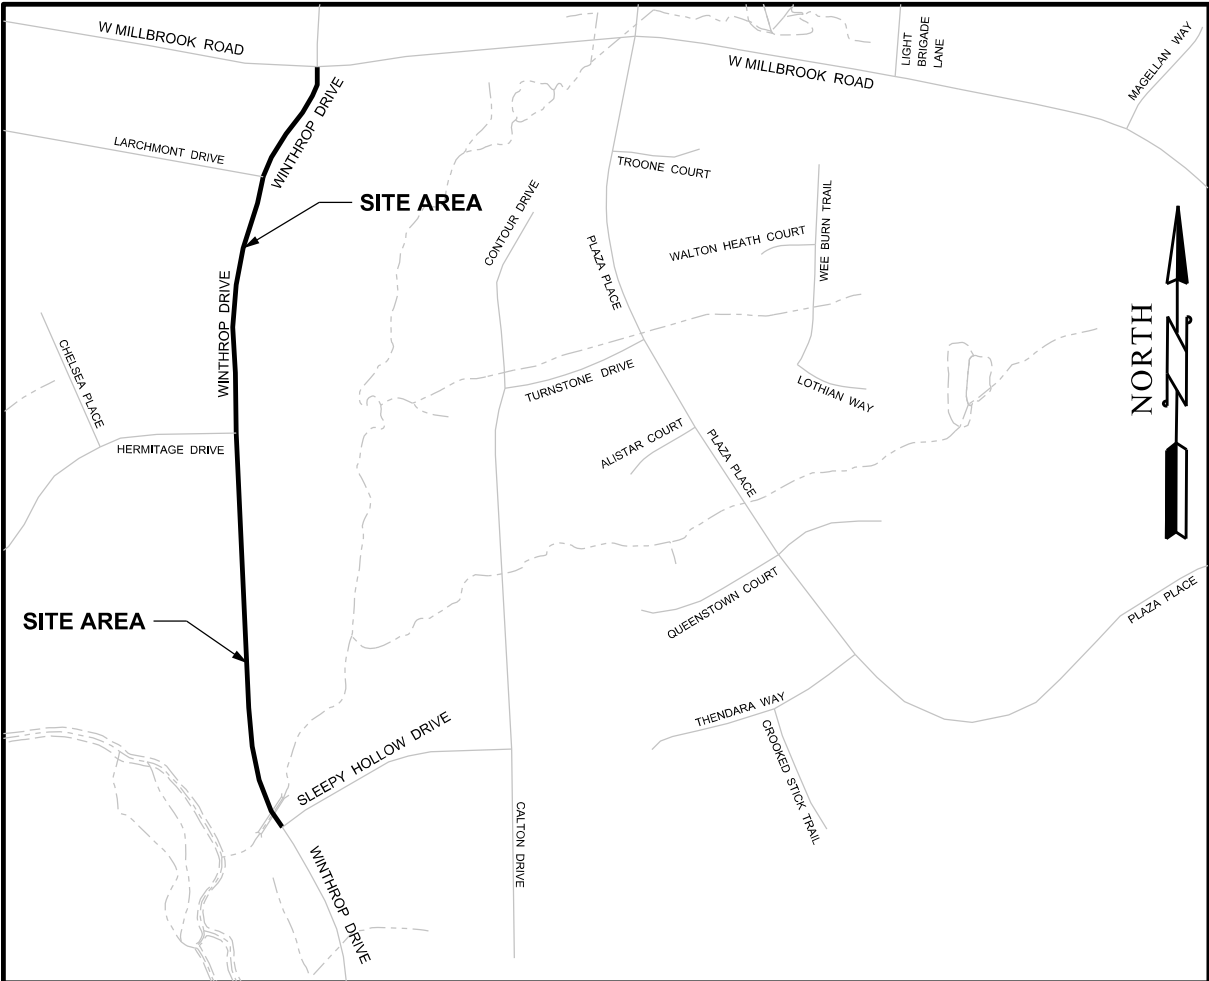 W MILLBROOK ROAD
W MILLBROOK ROAD
LIGHT
BRIGADE
LANE
MAGELLAN WAY
WINTHROP DRIVE
LARCHMONT DRIVE
TROONE COURT
SITE AREA
CONTOUR DRIVE
PLAZA PLACE
WALTON HEATH COURT
WEE BURN TRAIL
WINTHROP DRIVE
NORTH
CHELSEA PLACE
TURNSTONE DRIVE
LOTHIAN WAY
HERMITAGE DRIVE
ALISTAR COURT
PLAZA PLACE
QUEENSTOWN COURT
PLAZA PLACE
SITE AREA
THENDARA WAY
SLEEPY HOLLOW DRIVE
CROOKED STICK TRAIL
CALTON DRIVE
WINTHROP DRIVE